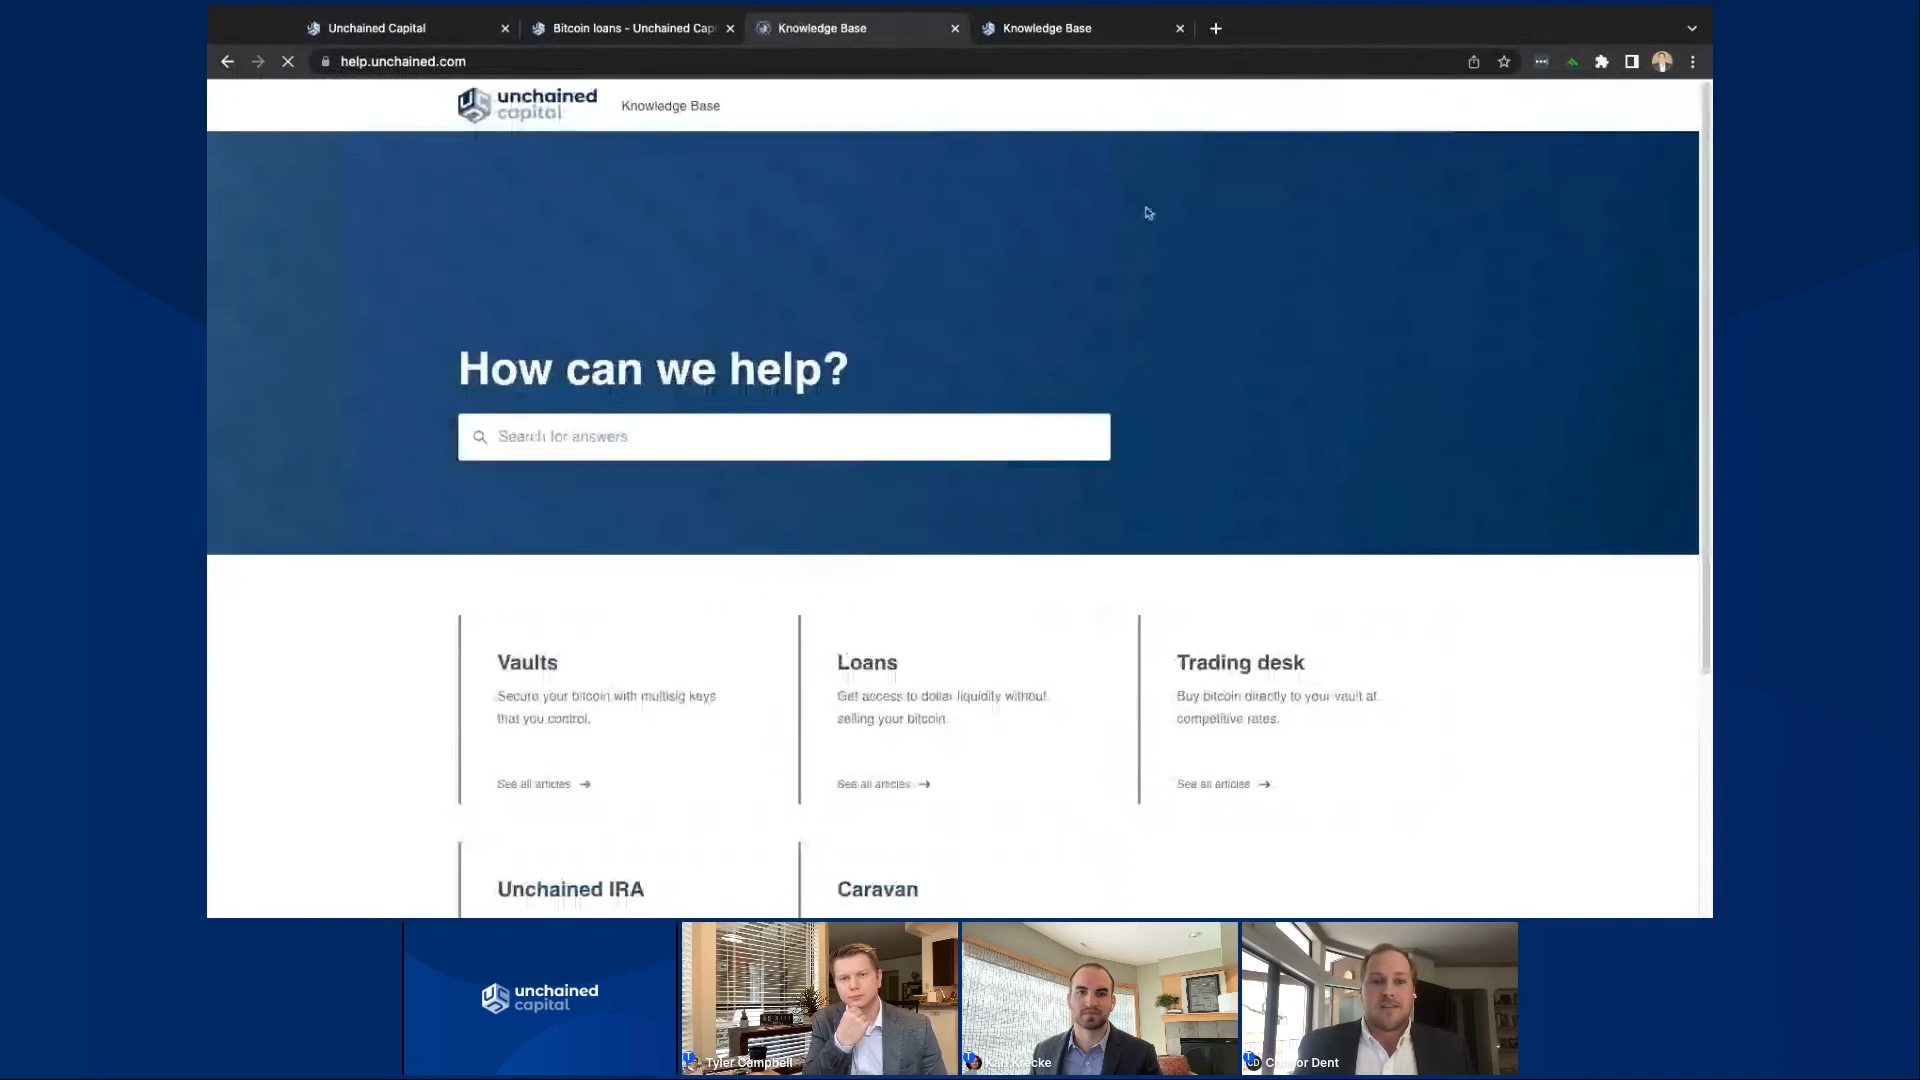 Unchained Capital
Bitcoin loans - Unchained Cap
Knowledge Base
Knowledge Base
help.unchained.com
unchained
capital
Knowledge Base
How can we help?
Search for answers
Vaults
Secure your bitcoin with multisig keys
that you control.
See all articles
Loans
Get access to dollar liquidity without
selling your bitcoin
See all articles
Trading desk
Buy bitcoin directly to your vault at
competitive rates.
See all articles
Unchained IRA
Caravan
unchained
capital
Tyler Campbell
Connor Dent